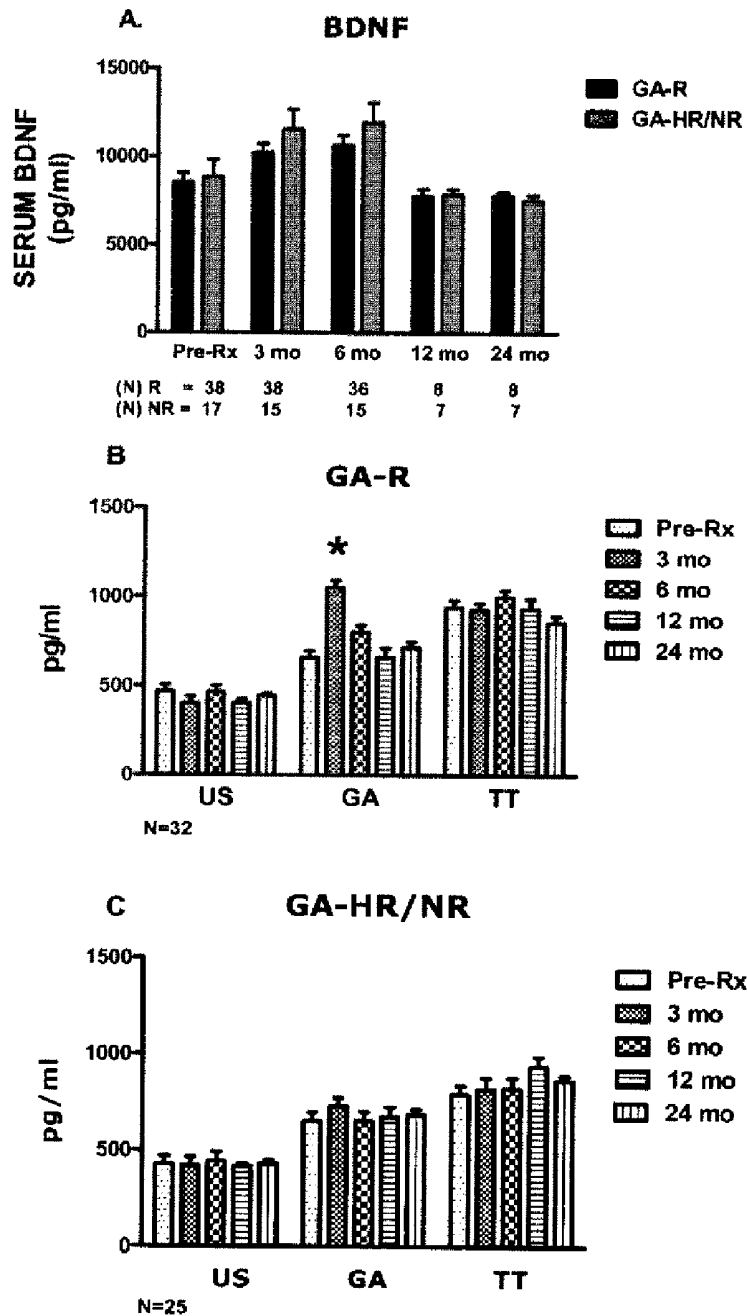 A.
BDNF
15000
10000
5000
0
SERUM BDNF
(pg/ml)
GA-R
GA-HR/NR
Pre-Rx 3 mo 6 mo 12 mo 24 mo
(N) R = 38 38 36 8 8
(N) NR = 17 15 15 7 7
B
GA-R
1500
1000
500
0
pg/ml
*
Pre-Rx
3 mo
6 mo
12 mo
24 mo
US GA TT
N=32
C
GA-HR/NR
1500
1000
500
0
pg/ml
Pre-Rx
3 mo
6 mo
12 mo
24 mo
US GA TT
N=25